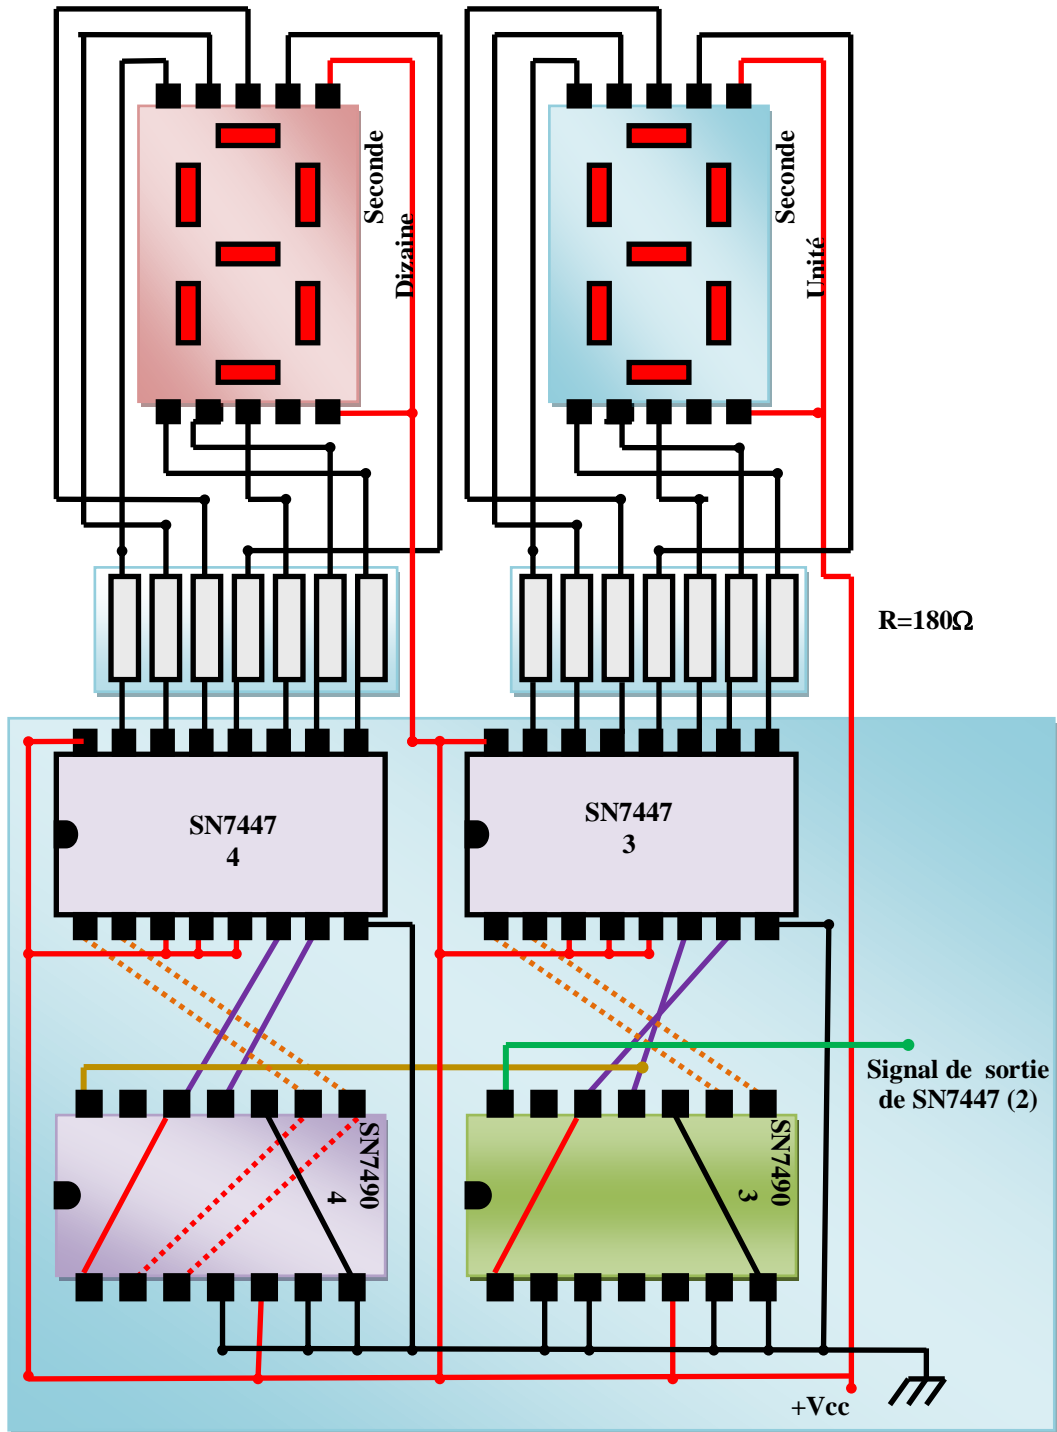 Seconde
Dizaine
Seconde
Unité
R=180Ω
SN7447
4
SN7447
3
Signal de sortie
de SN7447 (2)
SN7490
4
SN7490
3
+Vcc